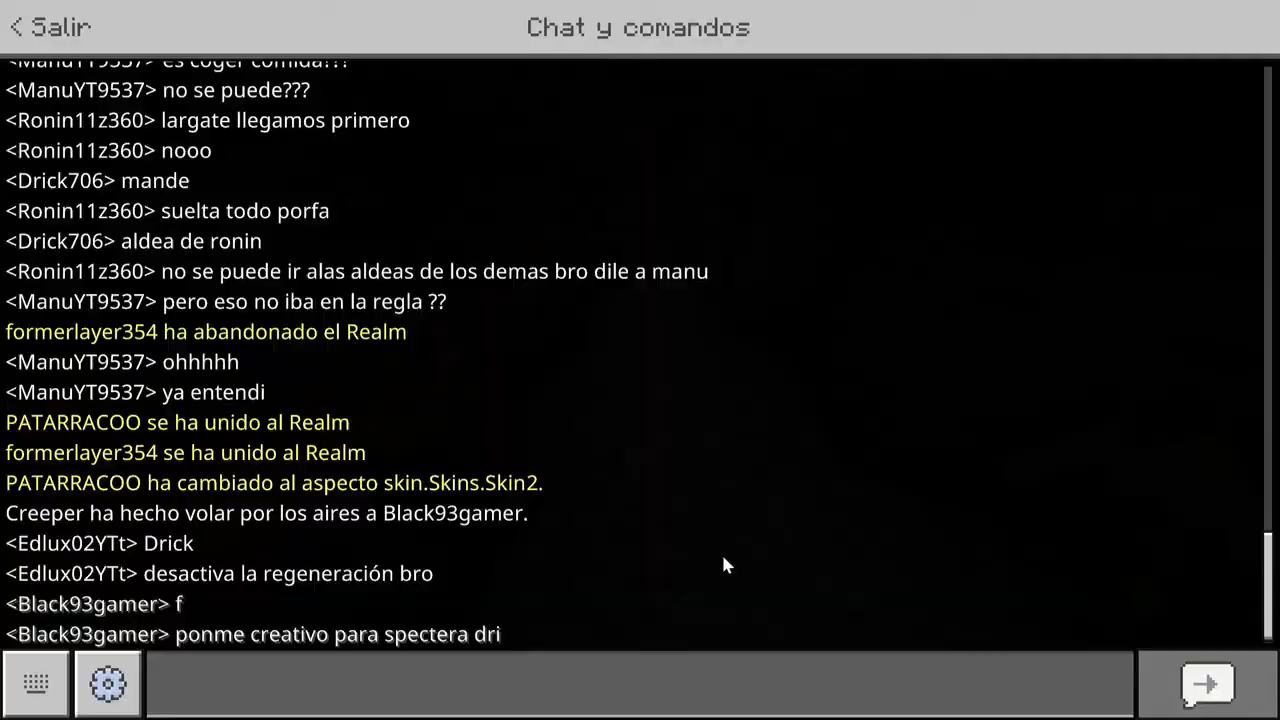 < Salir
Chat y comandos
<ManuYT9537> es coger comida???
<ManuYT9537> no se puede???
<Ronin11z360> largate llegamos primero
<Ronin11z360> nooo
<Drick706> mande
<Ronin11z360> suelta todo porfa
<Drick706> aldea de ronin
<Ronin11z360> no se puede ir alas aldeas de los demas bro dile a manu
<ManuYT9537> pero eso no iba en la regla ??
formerlayer354 ha abandonado el Realm
<ManuYT9537> ohhhhh
<ManuYT9537> ya entendi
PATARRACOO se ha unido al Realm
formerlayer354 se ha unido al Realm
PATARRACOO ha cambiado al aspecto skin.Skins.Skin2.
Creeper ha hecho volar por los aires a Black93gamer.
<Edlux02YTt> Drick
<Edlux02YTt> desactiva la regeneración bro
<Black93gamer> f
<Black93gamer> ponme creativo para spectera dri